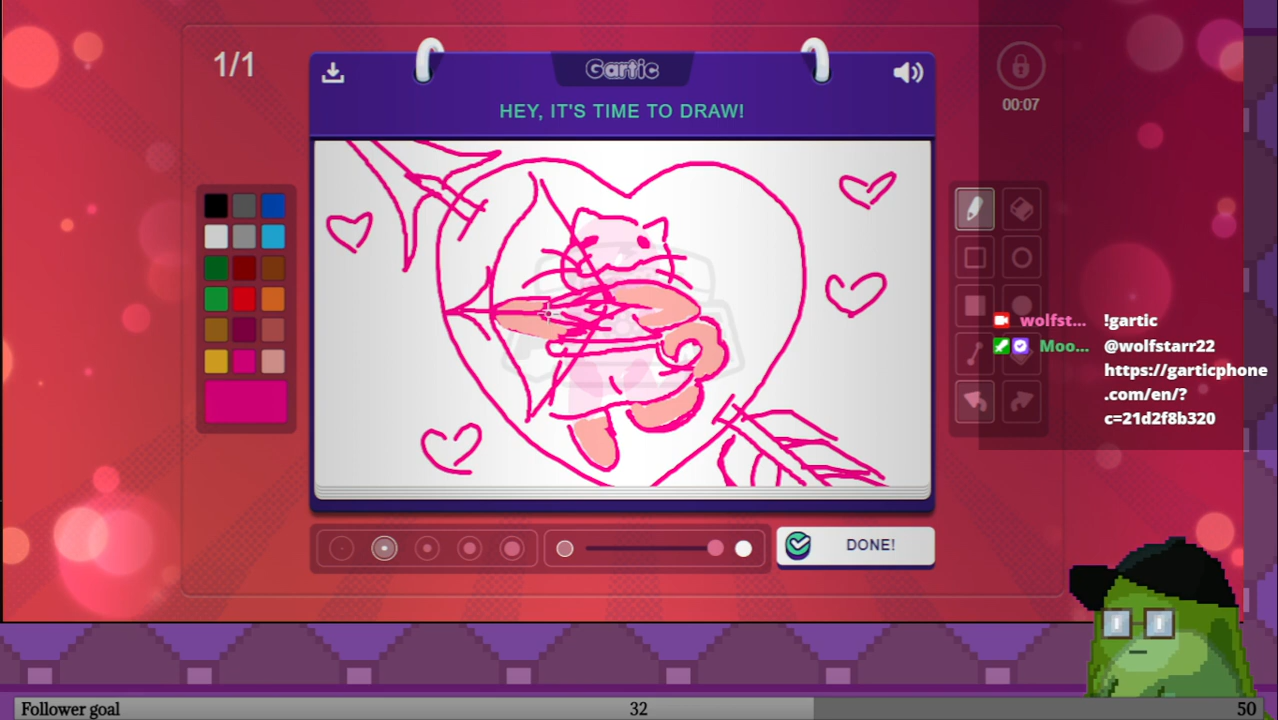 1/1
Gartic
00:07
HEY, IT'S TIME TO DRAW!
wolfst... !gartic
Moo... @wolfstarr22
https://garticphone
.com/en/?
c=21d2f8b320
DONE!
Follower goal 32 50